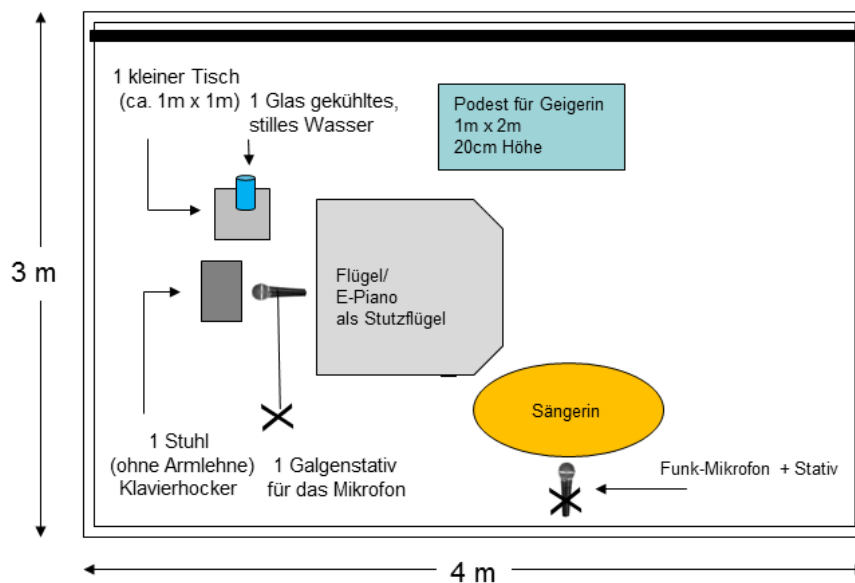 1 kleiner Tisch
(ca. 1m x 1m)
1 Glas gekühltes,
stilles Wasser
Podest für Geigerin
1m x 2m
20cm Höhe
3 m
Flügel/
E-Piano
als Stutzflügel
Sängerin
1 Stuhl
(ohne Armlehne)
Klavierhocker
1 Galgenstativ
für das Mikrofon
Funk-Mikrofon + Stativ
4 m